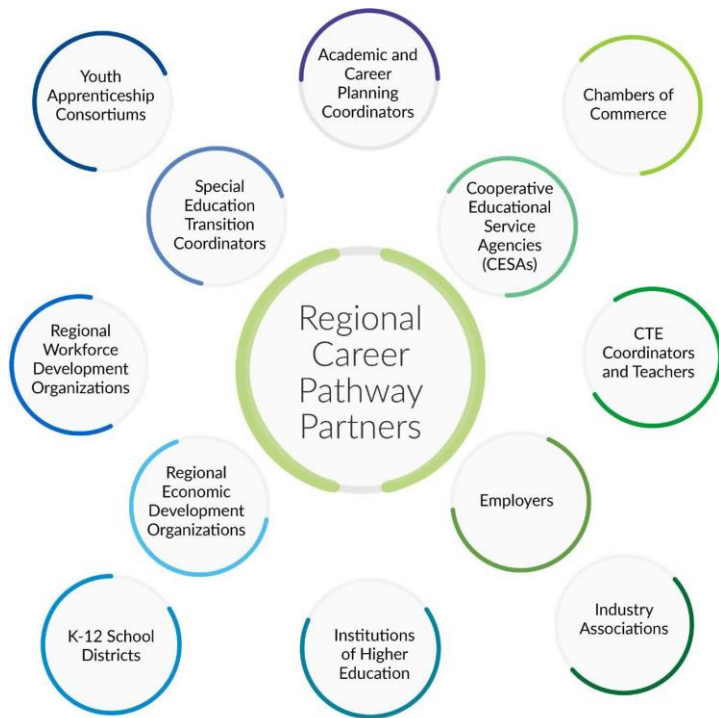 Youth
Apprenticeship
Consortiums
Academic and
Career
Planning
Coordinators
Chambers of
Commerce
Special
Education
Transition
Coordinators
Cooperative
Educational
Service
Agencies
(CESAs)
Regional
Workforce
Development
Organizations
Regional
Career
Pathway
Partners
CTE
Coordinators
and Teachers
Regional
Economic
Development
Organizations
Employers
K-12 School
Districts
Institutions
of Higher
Education
Industry
Associations